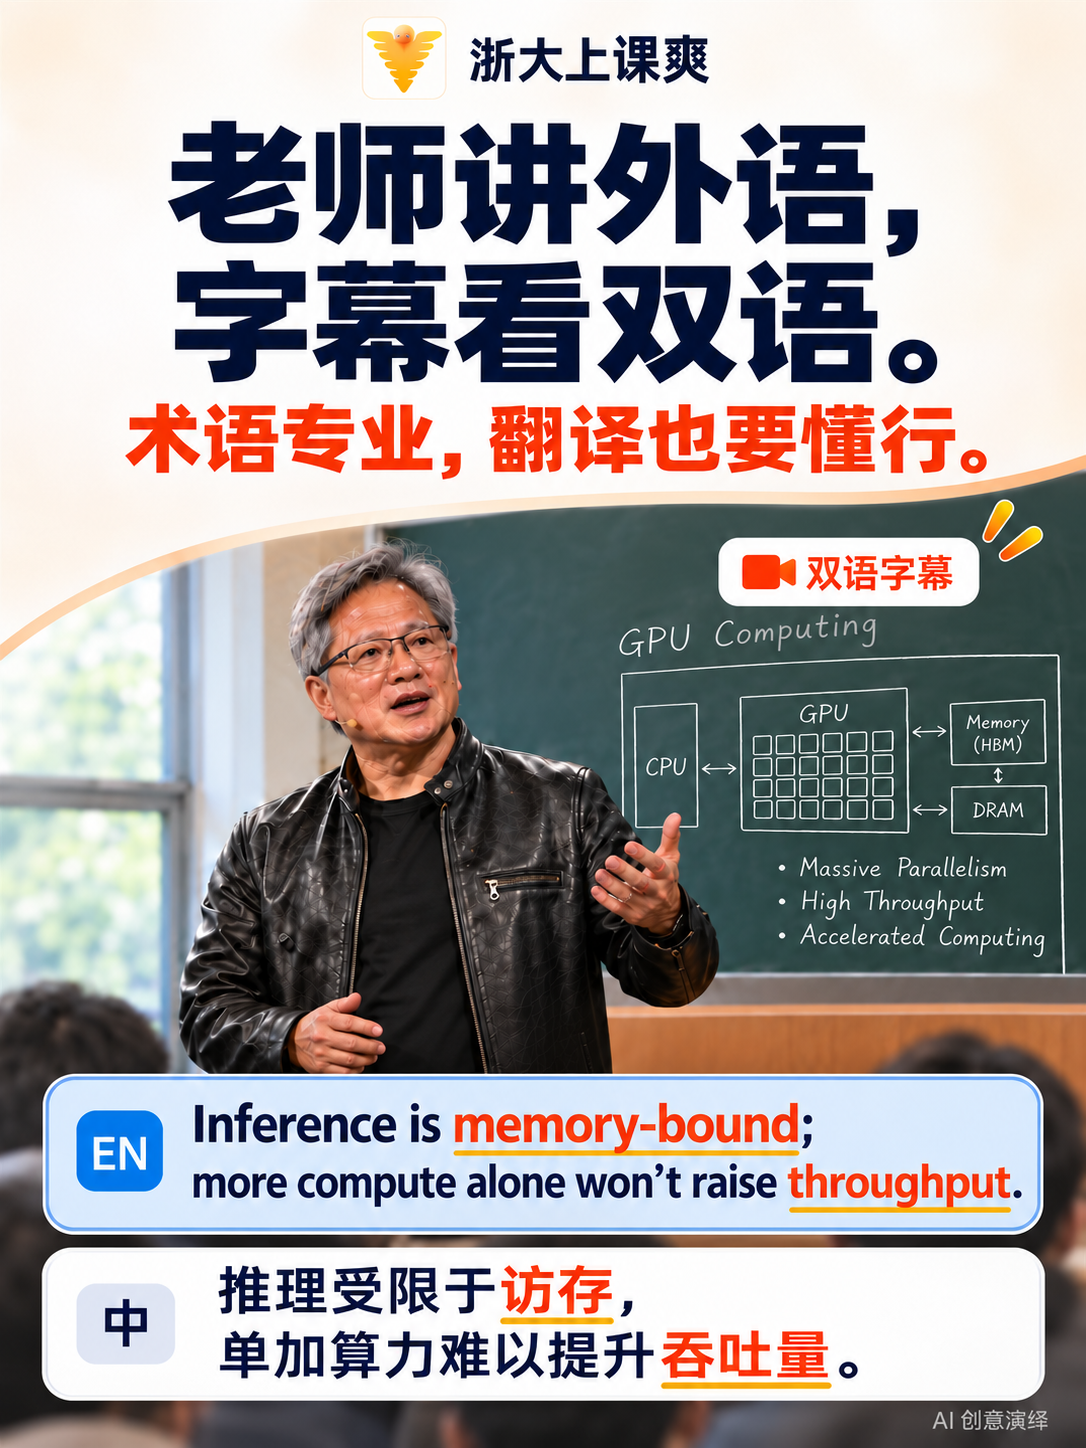 浙大上课爽
老师讲外语,
字幕看双语。
术语专业,翻译也要懂行。
双语字幕
GPU Computing
CPU
GPU
Memory
(HBM)
DRAM
• Massive Parallelism
• High Throughput
• Accelerated Computing
EN
Inference is memory-bound;
more compute alone won't raise throughput.
中
推理受限于访存,
单加算力难以提升吞吐量。
AI 创意演绎